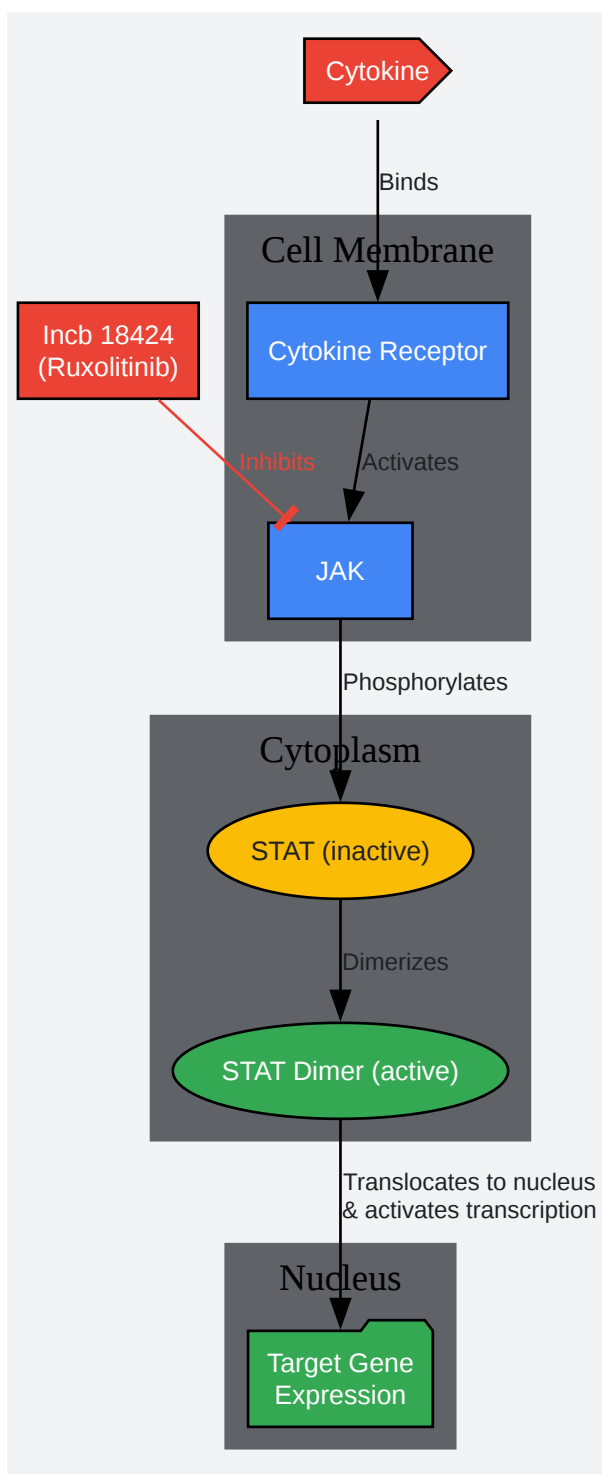 Cytokine
Binds
Cell Membrane
Incb 18424
(Ruxolitinib)
Cytokine Receptor
Inhibits
Activates
JAK
Phosphorylates
Cytoplasm
STAT (inactive)
Dimerizes
STAT Dimer (active)
Translocates to nucleus
& activates transcription
Nucleus
Target Gene
Expression